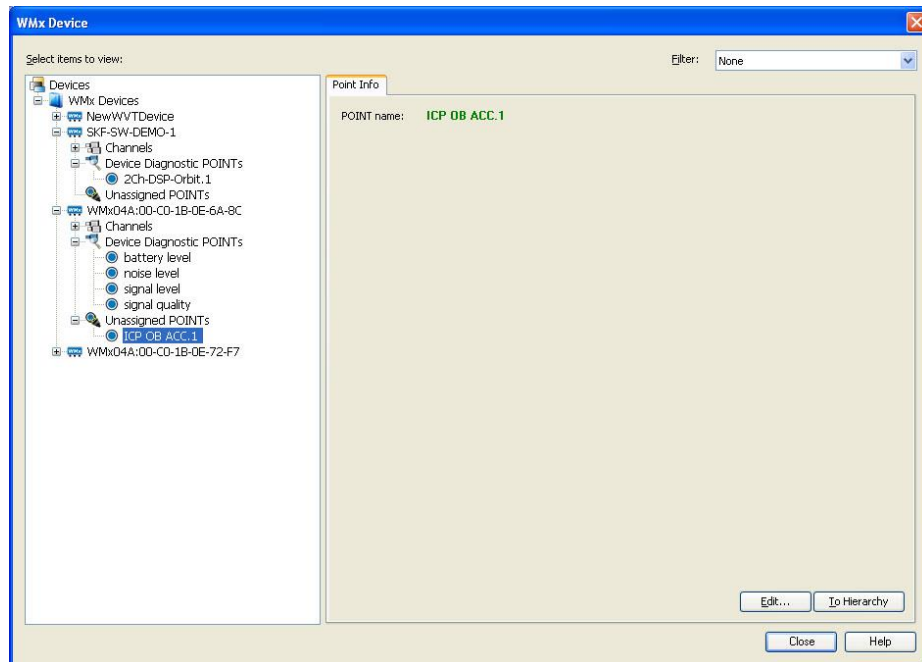 WMx Device
Select items to view:
Filter:
None
Devices
WMx Devices
NewWVTDevice
SKF-SW-DEMO-1
Channels
Device Diagnostic POINTs
2Ch-DSP-Orbit.1
Unassigned POINTs
WMx04A:00-C0-1B-0E-6A-8C
Channels
Device Diagnostic POINTs
battery level
noise level
signal level
signal quality
Unassigned POINTs
ICP OB ACC.1
WMx04A:00-C0-1B-0E-72-F7
Point Info
POINT name: ICP OB ACC.1
Edit... To Hierarchy
Close Help